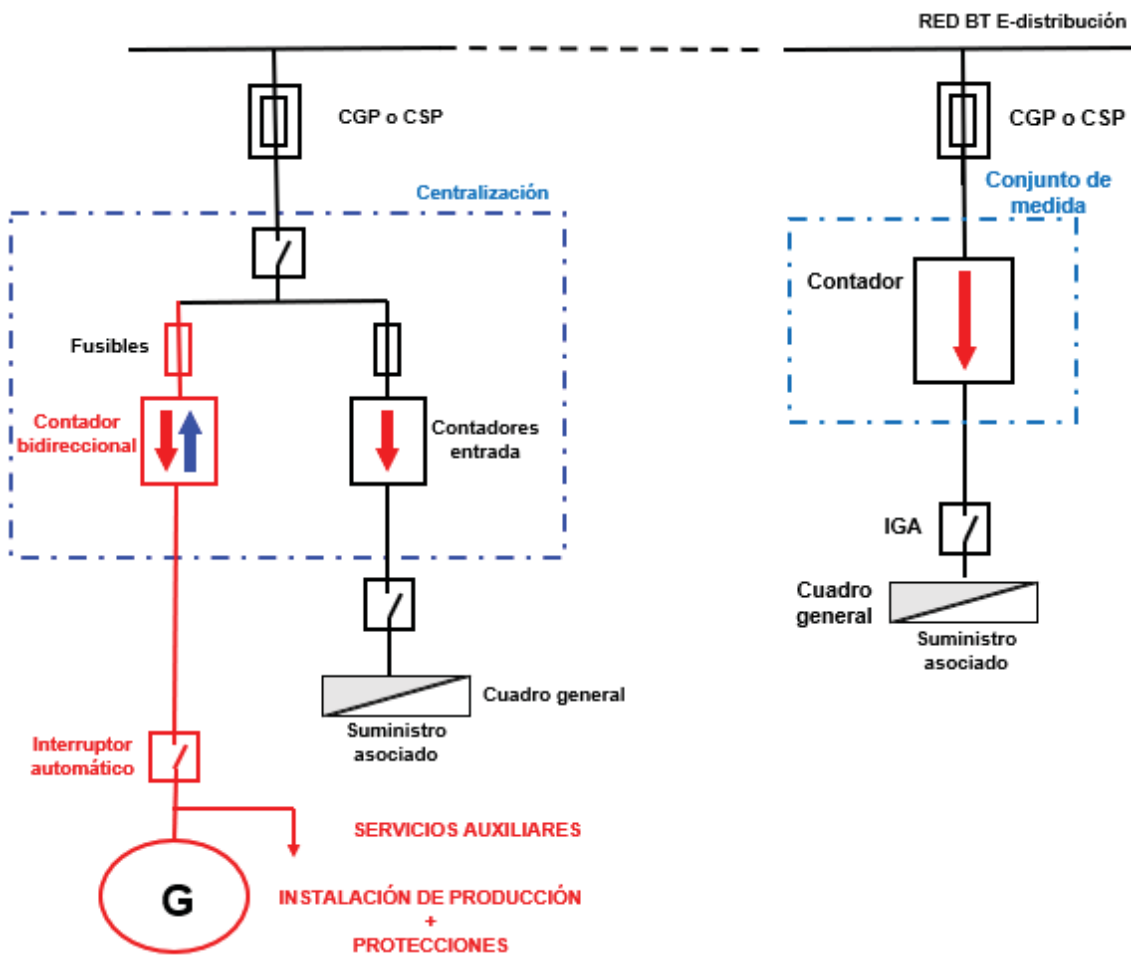 RED BT E-distribución
CGP o CSP
CGP o CSP
Centralización
Conjunto de
medida
Contador
Fusibles
Contador
bidireccional
Contadores
entrada
IGA
Cuadro
general
Suministro
asociado
Cuadro general
Suministro
asociado
Interruptor
automático
SERVICIOS AUXILIARES
G
INSTALACIÓN DE PRODUCCIÓN
+
PROTECCIONES